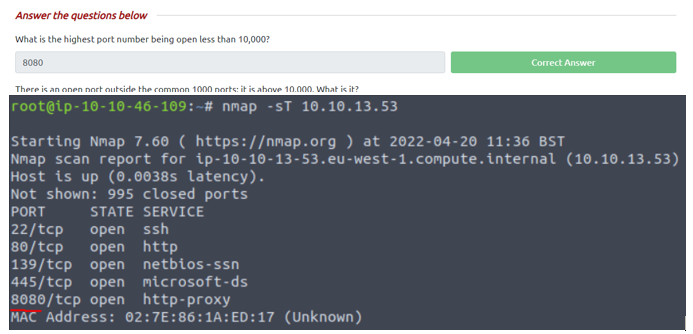 Answer the questions below
What is the highest port number being open less than 10,000?
8080
Correct Answer
There is an open port outside the common 1000 ports; it is above 10,000. What is it?
root@ip-10-10-46-109:~# nmap -sT 10.10.13.53
Starting Nmap 7.60 ( https://nmap.org ) at 2022-04-20 11:36 BST
Nmap scan report for ip-10-10-13-53.eu-west-1.compute.internal (10.10.13.53)
Host is up (0.0038s latency).
Not shown: 995 closed ports
PORT     STATE SERVICE
22/tcp   open  ssh
80/tcp   open  http
139/tcp  open  netbios-ssn
445/tcp  open  microsoft-ds
8080/tcp open  http-proxy
MAC Address: 02:7E:86:1A:ED:17 (Unknown)